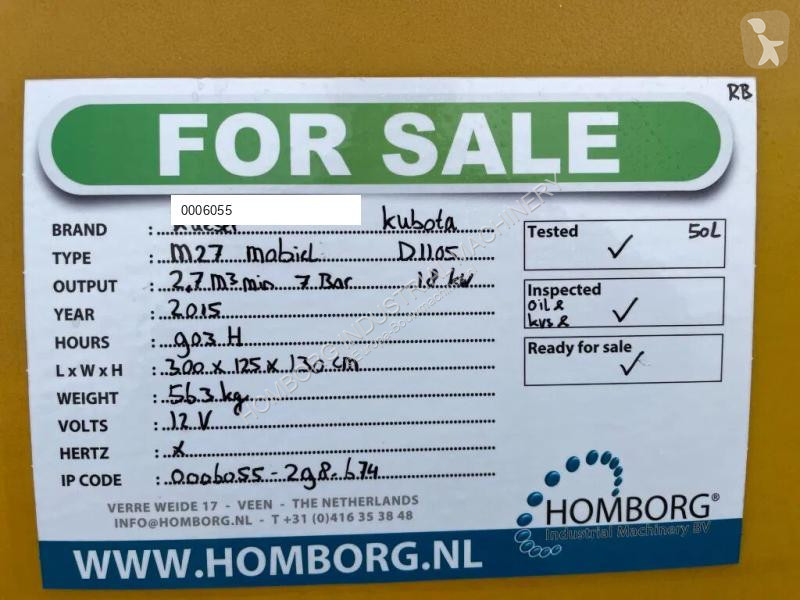 RB
FOR SALE
0006055
BRAND : Kubota
TYPE : M27 mobiel D1105
OUTPUT : 2,7 m3 min 7 Bar 18 kW
YEAR : 2015
HOURS : 903 H
L x W x H : 300 x 125 x 130 cm
WEIGHT : 563 kg
VOLTS : 12 V
HERTZ : x
IP CODE : 0006055-298-674
Tested ✓ 50L
Inspected ✓
oil &
Ready for sale ✓
VERRE WEIDE 17 - VEEN - THE NETHERLANDS
INFO@HOMBORG.NL - T +31 (0)416 35 38 48
HOMBORG®
Industrial Machinery BV
WWW.HOMBORG.NL
HOMBORG INDUSTRIAL MACHINERY